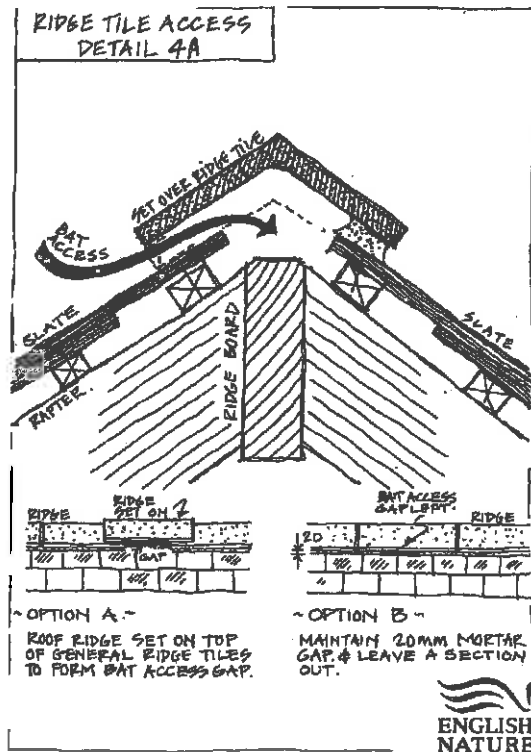 RIDGE TILE ACCESS
DETAIL 4A
SET OVER RIDGE TILE
BAT
ACCESS
SLATE
RAFTER
RIDGE BOARD
SLATE
RIDGE
RIDGE
SET ON
GAP
BAT ACCESS
GAP LEFT.
RIDGE
20
~ OPTION A. ~
ROOF RIDGE SET ON TOP
OF GENERAL RIDGE TILES
TO FORM BAT ACCESS GAP.
~ OPTION B ~
MAINTAIN 20MM MORTAR
GAP. & LEAVE A SECTION
OUT.
ENGLISH
NATURE